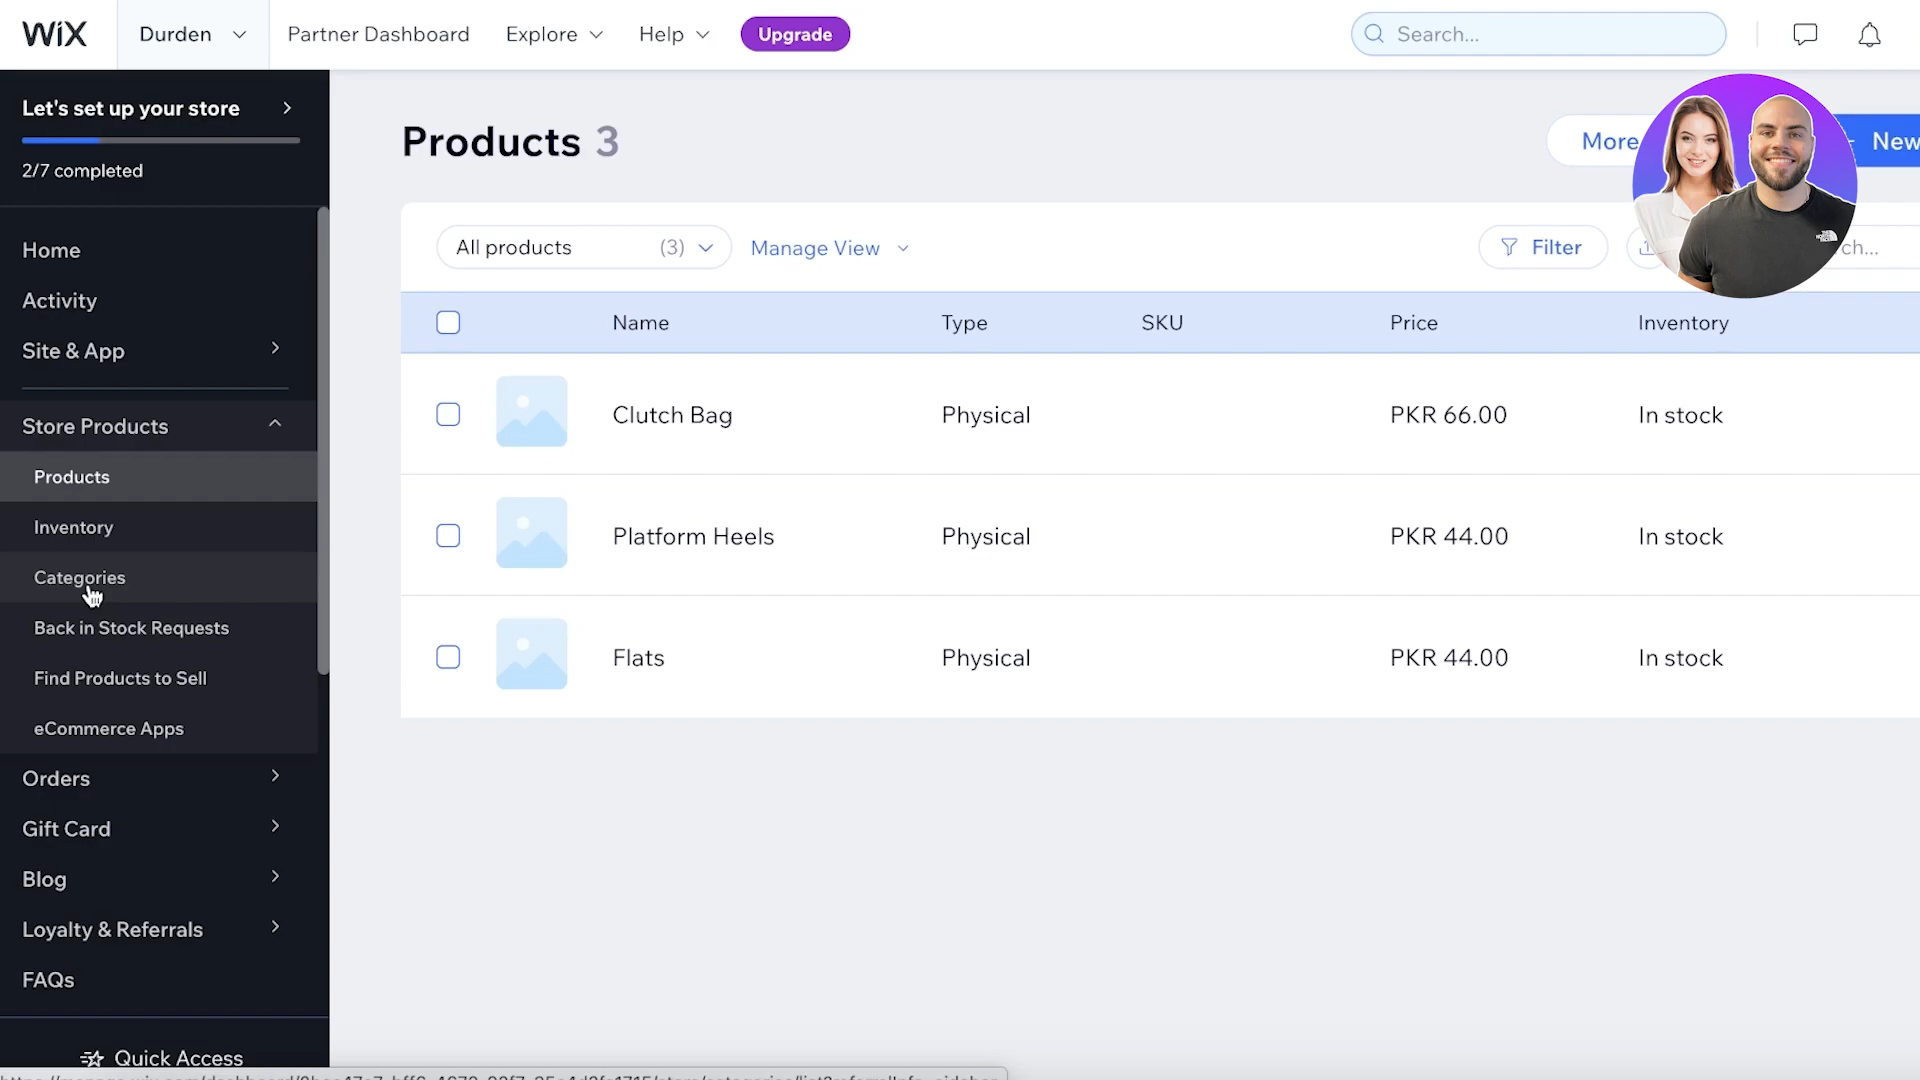 WiX
Durden
Partner Dashboard
Explore
Help
Upgrade
Search...
Let's set up your store
2/7 completed
Home
Activity
Site & App
Store Products
Products
Inventory
Categories
Back in Stock Requests
Find Products to Sell
eCommerce Apps
Orders
Gift Card
Blog
Loyalty & Referrals
FAQs
Quick Access
Products 3
More
New
All products (3)
Manage View
Filter
ch...
Name Type SKU Price Inventory
Clutch Bag Physical PKR 66.00 In stock
Platform Heels Physical PKR 44.00 In stock
Flats Physical PKR 44.00 In stock